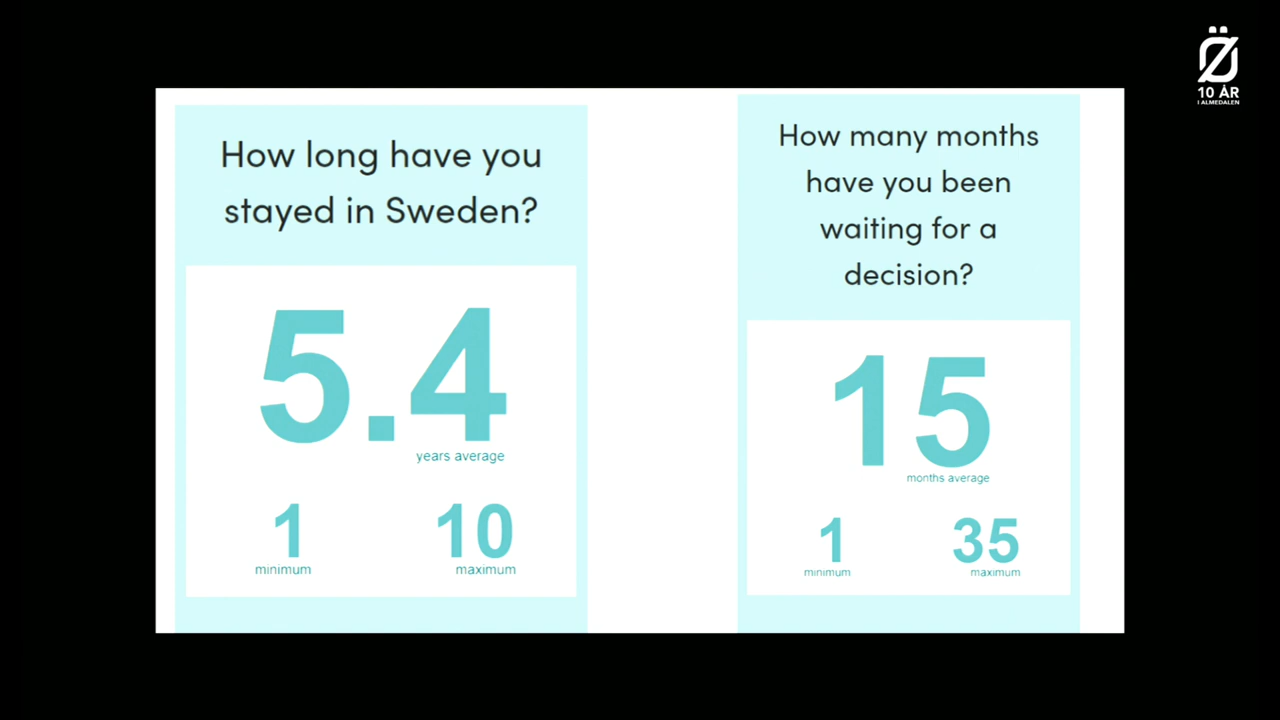 How long have you
stayed in Sweden?
5.4
years average
1
minimum
10
maximum
How many months
have you been
waiting for a
decision?
15
months average
1
minimum
35
maximum
Ö
10 ÅR
I ALMEDALEN